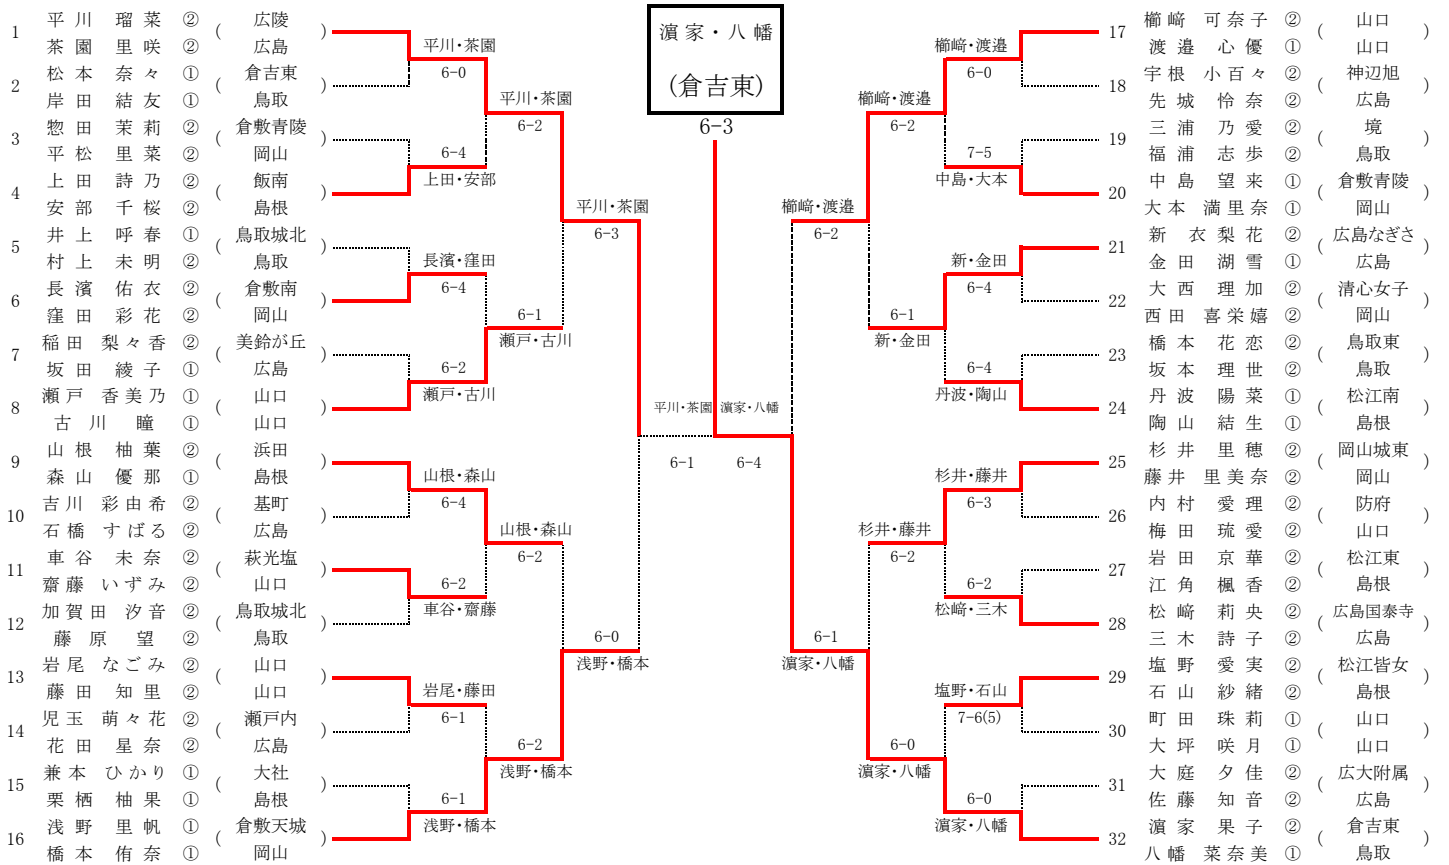 濵家・八幡
(倉吉東)
6-3
1 平川 瑠菜 ② ( 広陵 )
茶園 里咲 ② 広島
2 松本 奈々 ① ( 倉吉東 )
岸田 結友 ① 鳥取
3 惣田 茉莉 ② ( 倉敷青陵 )
平松 里菜 ② 岡山
4 上田 詩乃 ② ( 飯南 )
安部 千桜 ② 島根
5 井上 呼春 ① ( 鳥取城北 )
村上 未明 ② 鳥取
6 長濱 佑衣 ② ( 倉敷南 )
窪田 彩花 ② 岡山
7 稲田 梨々香 ② ( 美鈴が丘 )
坂田 綾子 ① 広島
8 瀬戸 香美乃 ① ( 山口 )
古川 瞳 ① 山口
9 山根 柚葉 ② ( 浜田 )
森山 優那 ① 島根
10 吉川 彩由希 ② ( 基町 )
石橋 すばる ② 広島
11 車谷 未奈 ② ( 萩光塩 )
齋藤 いずみ ② 山口
12 加賀田 汐音 ② ( 鳥取城北 )
藤原 望 ② 鳥取
13 岩尾 なごみ ② ( 山口 )
藤田 知里 ② 山口
14 児玉 萌々花 ② ( 瀬戸内 )
花田 星奈 ② 広島
15 兼本 ひかり ① ( 大社 )
栗栖 柚果 ① 島根
16 浅野 里帆 ① ( 倉敷天城 )
橋本 侑奈 ① 岡山
平川・茶園
6-0
6-4
上田・安部
長濱・窪田
6-4
6-2
瀬戸・古川
山根・森山
6-4
6-2
車谷・齋藤
岩尾・藤田
6-1
6-1
浅野・橋本
平川・茶園
6-2
6-1
瀬戸・古川
山根・森山
6-2
6-2
浅野・橋本
平川・茶園
6-3
6-0
浅野・橋本
平川・茶園
6-1
濵家・八幡
6-4
櫛﨑・渡邉
6-2
6-1
濵家・八幡
櫛﨑・渡邉
6-2
6-1
新・金田
杉井・藤井
6-2
6-0
濵家・八幡
櫛﨑・渡邉
6-0
7-5
中島・大本
新・金田
6-4
6-4
丹波・陶山
杉井・藤井
6-3
6-2
松﨑・三木
塩野・石山
7-6(5)
6-0
濵家・八幡
17 櫛﨑 可奈子 ② ( 山口 )
渡邉 心優 ① 山口
18 宇根 小百々 ② ( 神辺旭 )
先城 怜奈 ② 広島
19 三浦 乃愛 ② ( 境 )
福浦 志歩 ② 鳥取
20 中島 望来 ① ( 倉敷青陵 )
大本 満里奈 ① 岡山
21 新 衣梨花 ② ( 広島なぎさ )
金田 湖雪 ① 広島
22 大西 理加 ② ( 清心女子 )
西田 喜栄嬉 ② 岡山
23 橋本 花恋 ② ( 鳥取東 )
坂本 理世 ② 鳥取
24 丹波 陽菜 ① ( 松江南 )
陶山 結生 ① 島根
25 杉井 里穂 ② ( 岡山城東 )
藤井 里美奈 ② 岡山
26 内村 愛理 ② ( 防府 )
梅田 琉愛 ② 山口
27 岩田 京華 ② ( 松江東 )
江角 楓香 ② 島根
28 松﨑 莉央 ② ( 広島国泰寺 )
三木 詩子 ② 広島
29 塩野 愛実 ② ( 松江皆女 )
石山 紗緒 ② 島根
30 町田 珠莉 ① ( 山口 )
大坪 咲月 ① 山口
31 大庭 夕佳 ② ( 広大附属 )
佐藤 知音 ② 広島
32 濵家 果子 ② ( 倉吉東 )
八幡 菜奈美 ① 鳥取